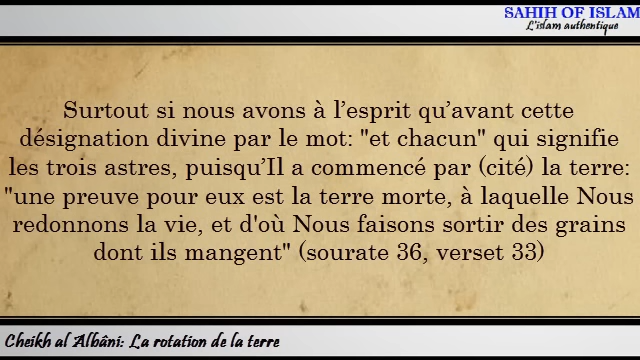 SAHIH OF ISLAM
L'islam authentique
Surtout si nous avons à l’esprit qu’avant cette
désignation divine par le mot: "et chacun" qui signifie
les trois astres, puisqu’Il a commencé par (cité) la terre:
"une preuve pour eux est la terre morte, à laquelle Nous
redonnons la vie, et d'où Nous faisons sortir des grains
dont ils mangent" (sourate 36, verset 33)
Cheikh al Albâni: La rotation de la terre